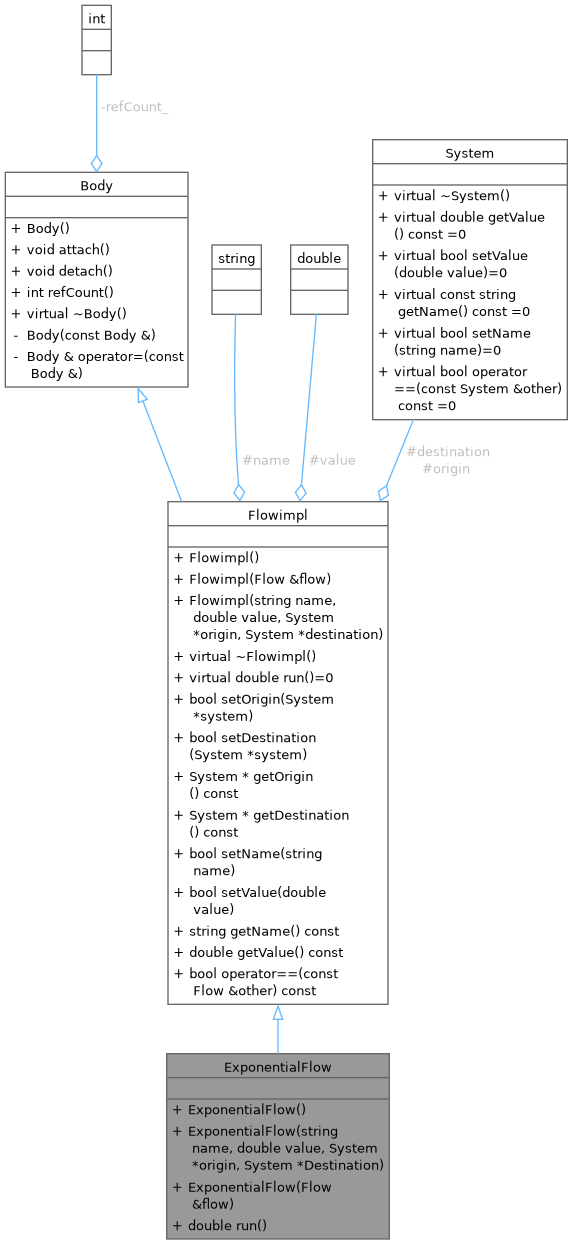 int
-refCount_
Body
+ Body()
+ void attach()
+ void detach()
+ int refCount()
+ virtual ~Body()
- Body(const Body &)
- Body & operator=(const
Body &)
string
double
System
+ virtual ~System()
+ virtual double getValue
() const =0
+ virtual bool setValue
(double value)=0
+ virtual const string
getName() const =0
+ virtual bool setName
(string name)=0
+ virtual bool operator
==(const System &other)
const =0
#name
#value
#destination
#origin
Flowimpl
+ Flowimpl()
+ Flowimpl(Flow &flow)
+ Flowimpl(string name,
double value, System
*origin, System *destination)
+ virtual ~Flowimpl()
+ virtual double run()=0
+ bool setOrigin(System
*system)
+ bool setDestination
(System *system)
+ System * getOrigin
() const
+ System * getDestination
() const
+ bool setName(string
name)
+ bool setValue(double
value)
+ string getName() const
+ double getValue() const
+ bool operator==(const
Flow &other) const
ExponentialFlow
+ ExponentialFlow()
+ ExponentialFlow(string
name, double value, System
*origin, System *Destination)
+ ExponentialFlow(Flow
&flow)
+ double run()